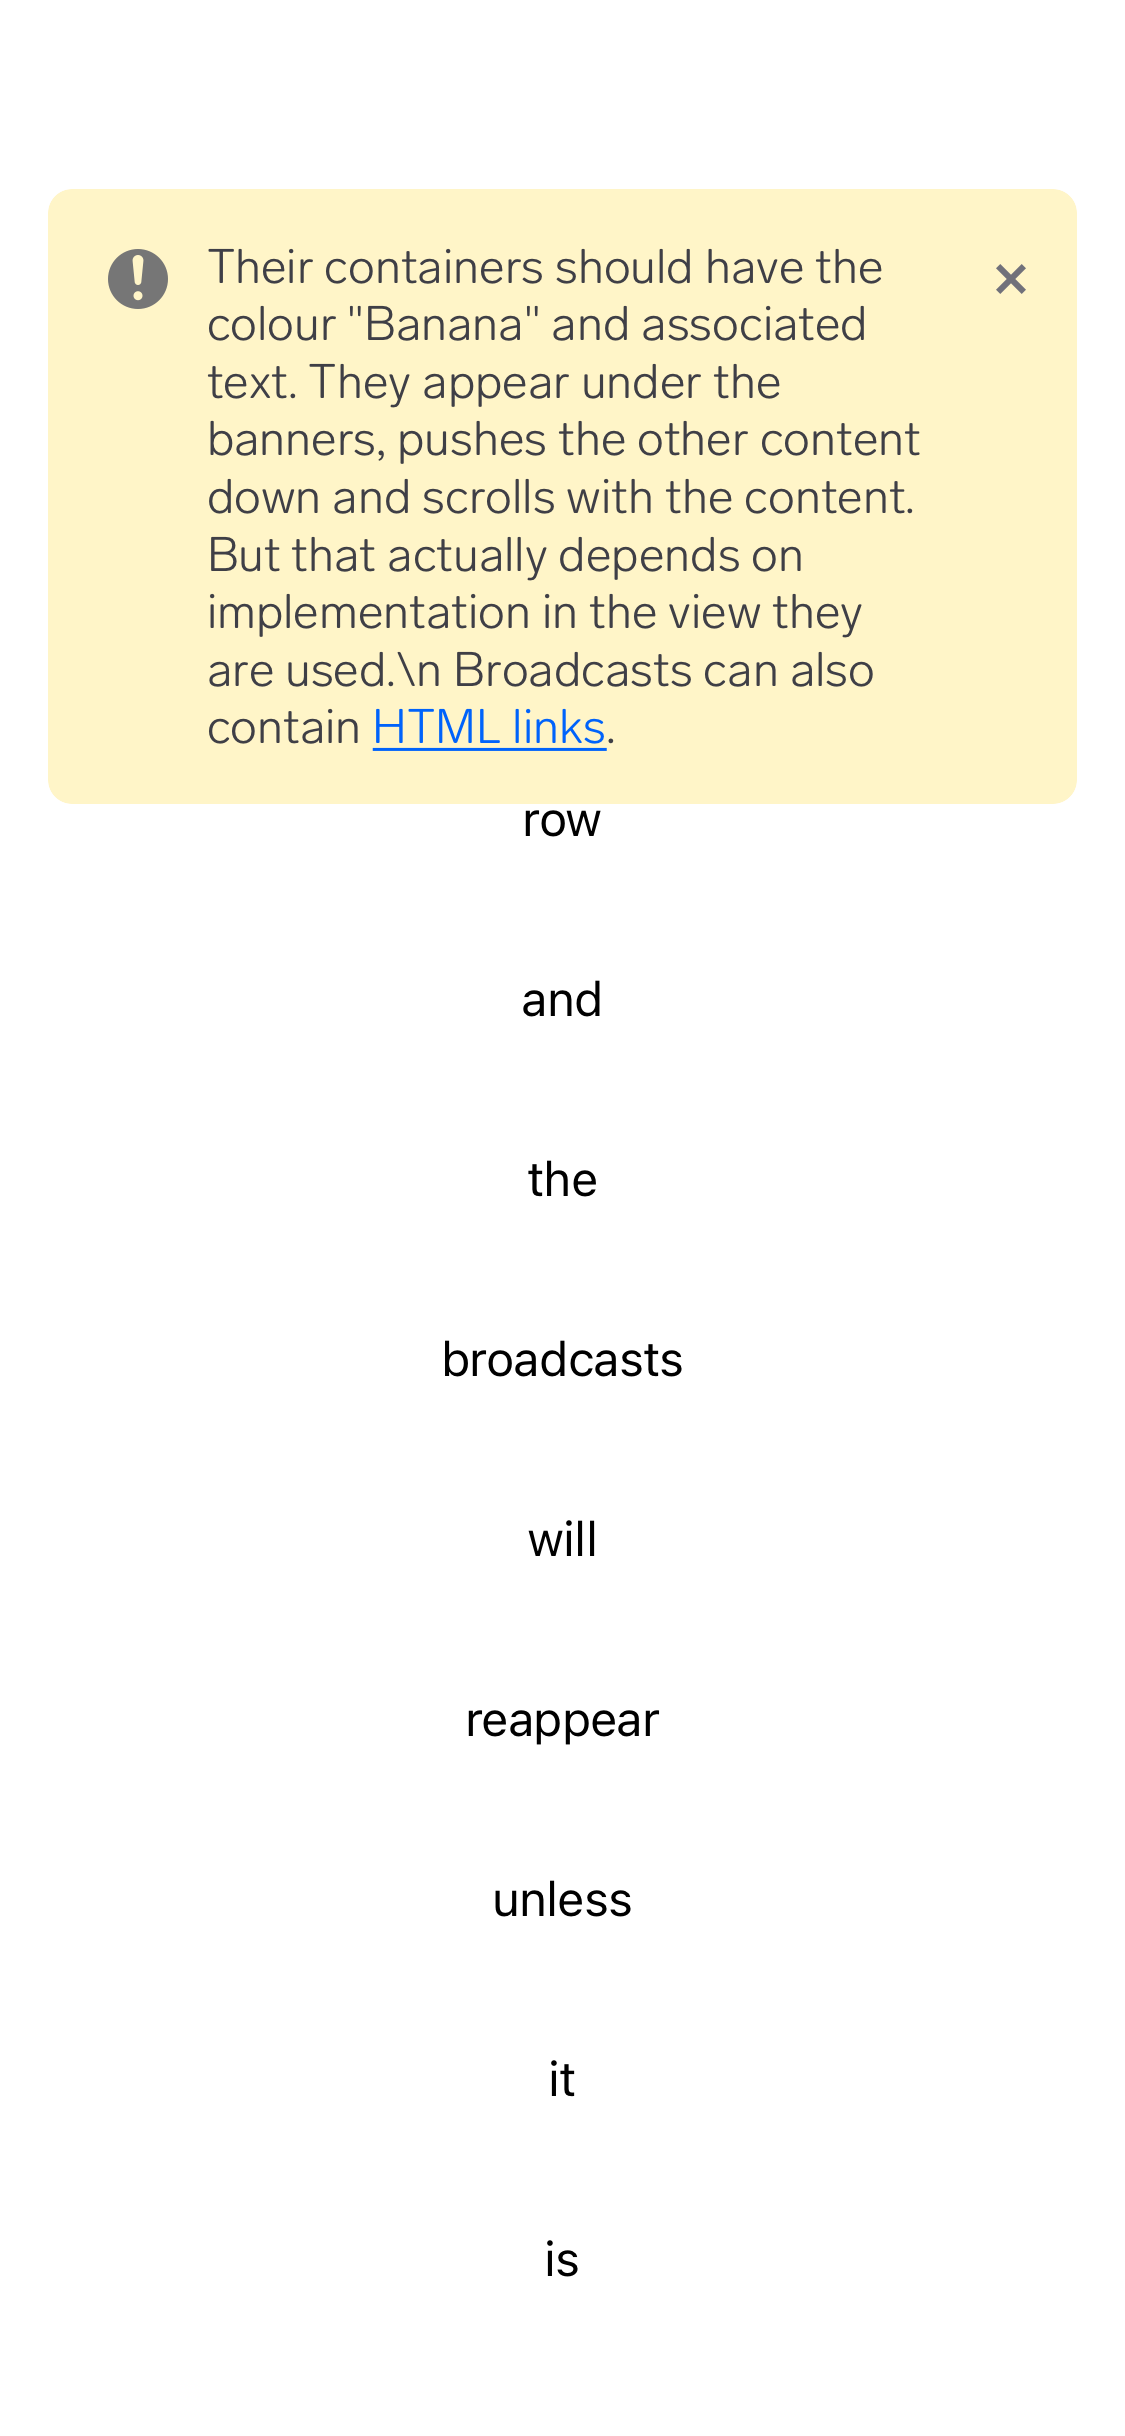 Their containers should have the
colour "Banana" and associated
text. They appear under the
banners, pushes the other content
down and scrolls with the content.
But that actually depends on
implementation in the view they
are used.\n Broadcasts can also
contain HTML links.
row
and
the
broadcasts
will
reappear
unless
it
is